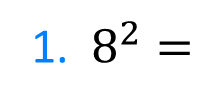 1. 8² =